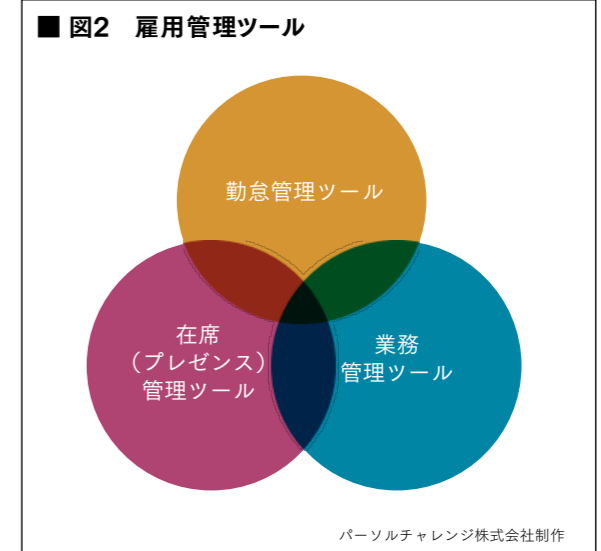 ■ 図2　雇用管理ツール
勤怠管理ツール
在席
（プレゼンス）
管理ツール
業務
管理ツール
パーソルチャレンジ株式会社制作